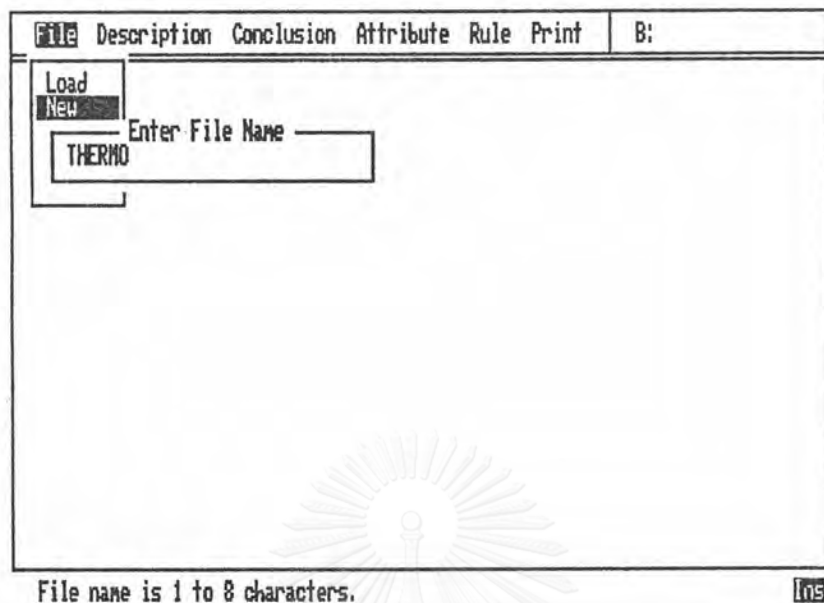 File Description Conclusion Attribute Rule Print B:
Load
New
Enter File Name
THERMO
File name is 1 to 8 characters.
Ins